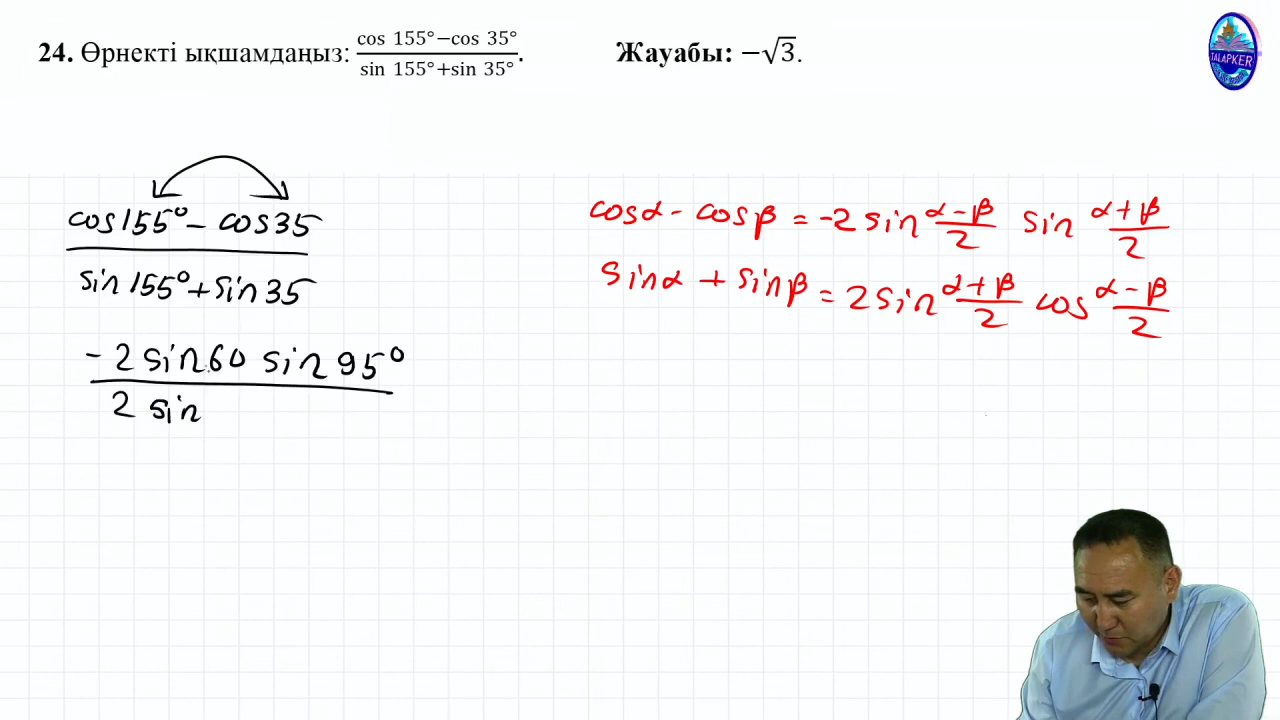 24. Өрнекті ықшамдаңыз: cos 155°−cos 35° / sin 155°+sin 35°. Жауабы: −√3.
TALAPKER
cos155° - cos35
sin155° + sin35
-2 sin60 sin95°
2 sin
cosα - cosβ = -2 sin α-β/2 sin α+β/2
sinα + sinβ = 2 sin α+β/2 cos α-β/2